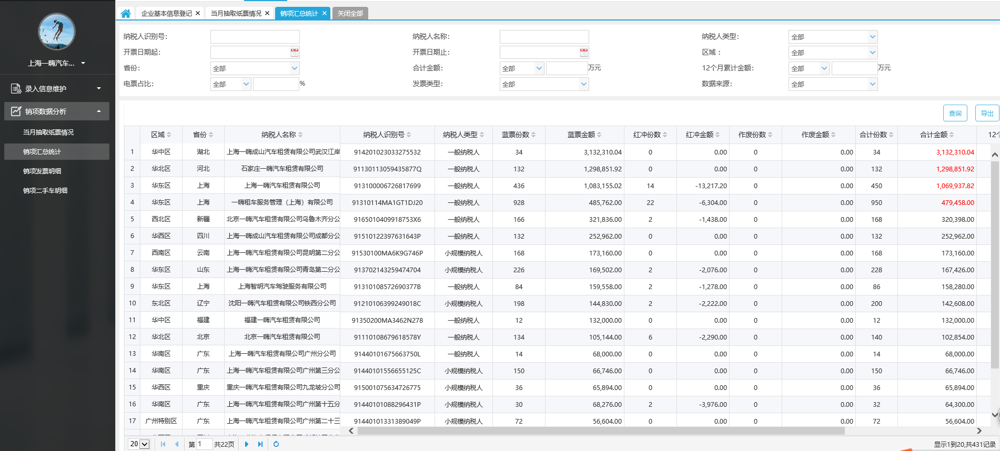 企业基本信息登记 ✕ 当月抽取纸票情况 ✕ 销项汇总统计 ✕ 关闭全部
上海一嗨汽车...
录入信息维护
销项数据分析
当月抽取纸票情况
销项汇总统计
销项发票明细
销项二手车明细
纳税人识别号: 纳税人名称: 纳税人类型: 全部
开票日期起: 开票日期止: 区域： 全部
省份: 全部 合计金额: 全部 万元 12个月累计金额: 全部 万元
电票占比: 全部 % 发票类型: 全部 数据来源: 全部
查询 导出
区域 省份 纳税人名称 纳税人识别号 纳税人类型 蓝票份数 蓝票金额 红冲份数 红冲金额 作废份数 作废金额 合计份数 合计金额 12个
1 华中区 湖北 上海一嗨成山汽车租赁有限公司武汉江岸 914201023033275532 一般纳税人 34 3,132,310.04 0 0.00 0 0.00 34 3,132,310.04
2 华北区 河北 石家庄一嗨汽车租赁有限公司 91130113059435877Q 一般纳税人 132 1,298,851.92 0 0.00 0 0.00 132 1,298,851.92
3 华东区 上海 上海一嗨汽车租赁有限公司 913100006726817699 一般纳税人 436 1,083,155.02 14 -13,217.20 0 0.00 450 1,069,937.82
4 华东区 上海 一嗨租车服务管理（上海）有限公司 91310114MA1GT1DJ20 一般纳税人 928 485,762.00 22 -6,304.00 0 0.00 950 479,458.00
5 西北区 新疆 北京一嗨汽车租赁有限公司乌鲁木齐分公 9165010409918753X6 一般纳税人 166 321,836.00 2 -1,438.00 0 0.00 168 320,398.00
6 华西区 四川 上海一嗨成山汽车租赁有限公司成都分公 91510122397631643P 一般纳税人 132 252,962.00 0 0.00 0 0.00 132 252,962.00
7 西南区 云南 上海一嗨汽车租赁有限公司昆明第二分公 91530100MA6K9G746P 小规模纳税人 168 173,160.00 0 0.00 0 0.00 168 173,160.00
8 华东区 山东 上海一嗨汽车租赁有限公司青岛第二分公 913702143259474704 小规模纳税人 226 169,502.00 2 -2,076.00 0 0.00 228 167,426.00
9 华东区 上海 上海智明汽车驾驶服务有限公司 91310108572690377B 一般纳税人 84 159,558.00 2 -1,278.00 0 0.00 86 158,280.00
10 东北区 辽宁 沈阳一嗨汽车租赁有限公司铁西分公司 91210106399249018C 小规模纳税人 198 144,830.00 2 -2,222.00 0 0.00 200 142,608.00
11 华中区 福建 福建一嗨汽车租赁有限公司 91350200MA3462N278 一般纳税人 12 132,000.00 0 0.00 0 0.00 12 132,000.00
12 华北区 北京 北京一嗨汽车租赁有限公司 91110108679618578Y 一般纳税人 134 105,144.00 6 -2,290.00 0 0.00 140 102,854.00
13 华南区 广东 上海一嗨汽车租赁有限公司广州分公司 91440101675663750L 一般纳税人 14 68,000.00 0 0.00 0 0.00 14 68,000.00
14 华南区 广东 上海一嗨汽车租赁有限公司广州第三分公 91440101556655125C 小规模纳税人 150 66,746.00 0 0.00 0 0.00 150 66,746.00
15 华西区 重庆 重庆一嗨汽车租赁有限公司九龙坡分公司 915001075634726775 小规模纳税人 36 65,894.00 0 0.00 0 0.00 36 65,894.00
16 华南区 广东 上海一嗨汽车租赁有限公司广州第十五分 91440101088296431P 小规模纳税人 30 68,276.00 2 -3,976.00 0 0.00 32 64,300.00
17 广州特别区 广东 上海一嗨汽车租赁有限公司广州第二十三 91440101331389049P 小规模纳税人 72 56,604.00 0 0.00 0 0.00 72 56,604.00
20 第 1 共22页 显示1到20,共431记录